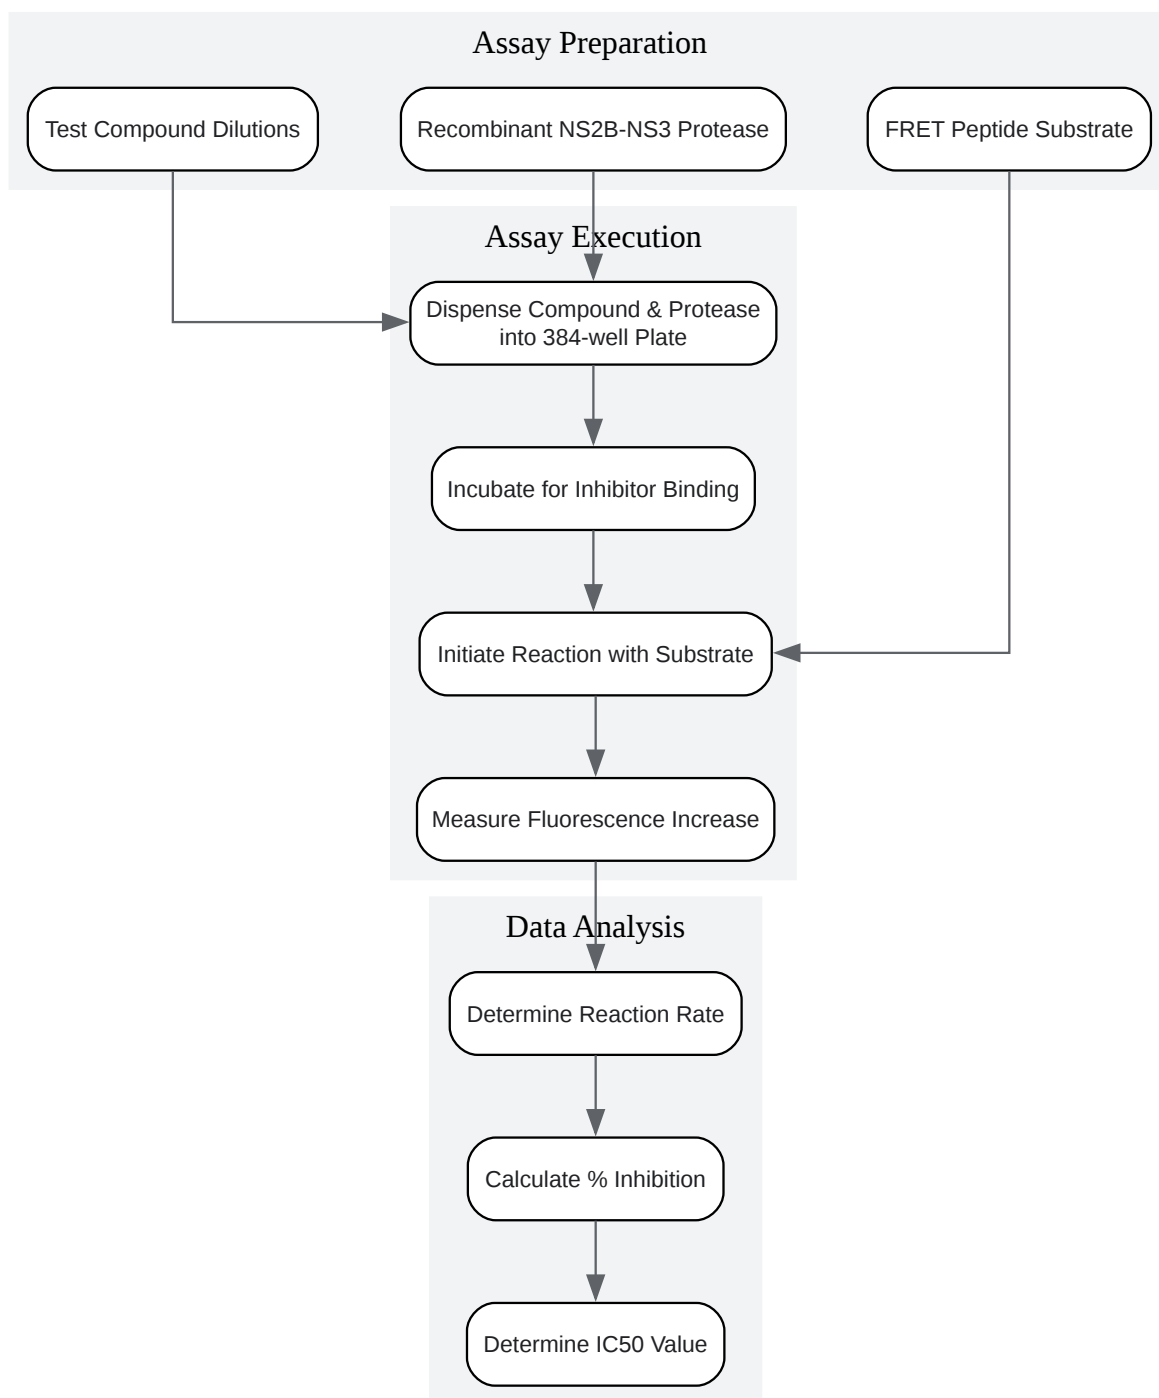 Assay Preparation
Test Compound Dilutions
Recombinant NS2B-NS3 Protease
FRET Peptide Substrate
Assay Execution
Dispense Compound & Protease
into 384-well Plate
Incubate for Inhibitor Binding
Initiate Reaction with Substrate
Measure Fluorescence Increase
Data Analysis
Determine Reaction Rate
Calculate % Inhibition
Determine IC50 Value